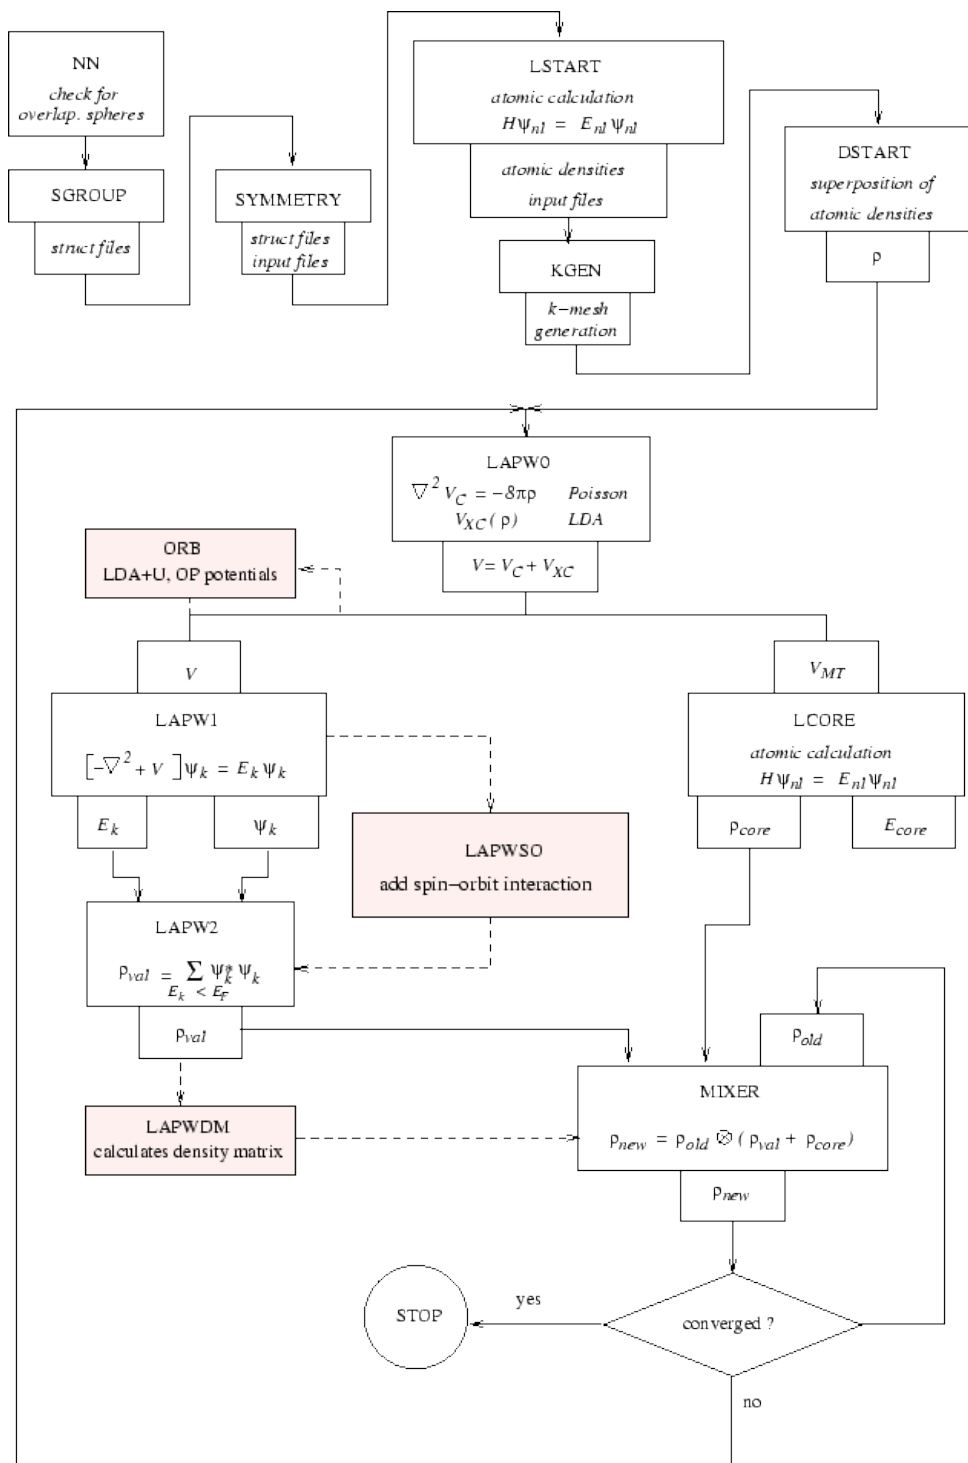 NN
check for
overlap. spheres
SGROUP
struct files
SYMMETRY
struct files
input files
LSTART
atomic calculation
Hψnl = Enl ψnl
atomic densities
input files
KGEN
k−mesh
generation
DSTART
superposition of
atomic densities
ρ
LAPW0
∇² VC = −8πρ Poisson
VXC(ρ) LDA
V = VC + VXC
ORB
LDA+U, OP potentials
V
LAPW1
[−∇² + V ] ψk = Ek ψk
Ek
ψk
VMT
LCORE
atomic calculation
Hψnl = Enl ψnl
ρcore
Ecore
LAPWSO
add spin−orbit interaction
LAPW2
ρval = Σ ψk* ψk
Ek < EF
ρval
LAPWDM
calculates density matrix
ρold
MIXER
ρnew = ρold ⊗ (ρval + ρcore)
ρnew
STOP
yes
converged ?
no